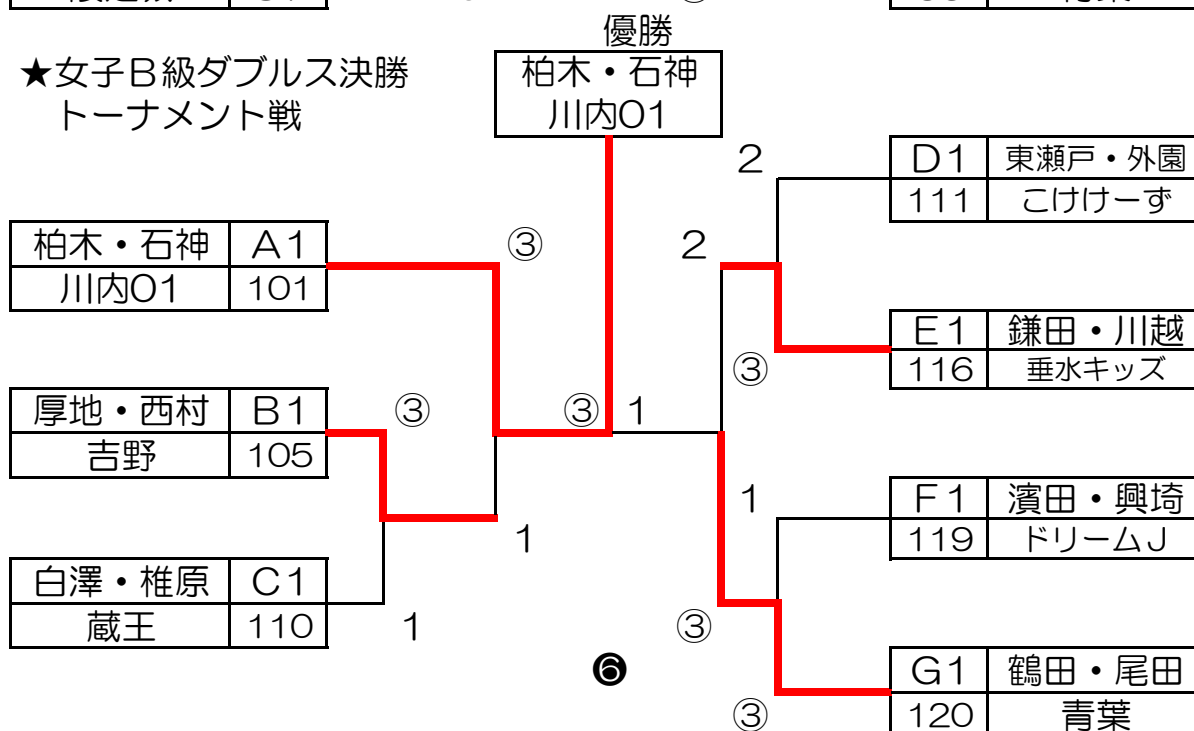 優勝
★女子B級ダブルス決勝
トーナメント戦
柏木・石神
川内01
2
D1 東瀬戸・外園
111 こけけーず
柏木・石神 A1
川内01 101
③
2
E1 鎌田・川越
116 垂水キッズ
③
厚地・西村 B1
吉野 105
③
③ 1
1
F1 濱田・興埼
119 ドリームJ
1
白澤・椎原 C1
蔵王 110
1
③
❻
G1 鶴田・尾田
120 青葉
③